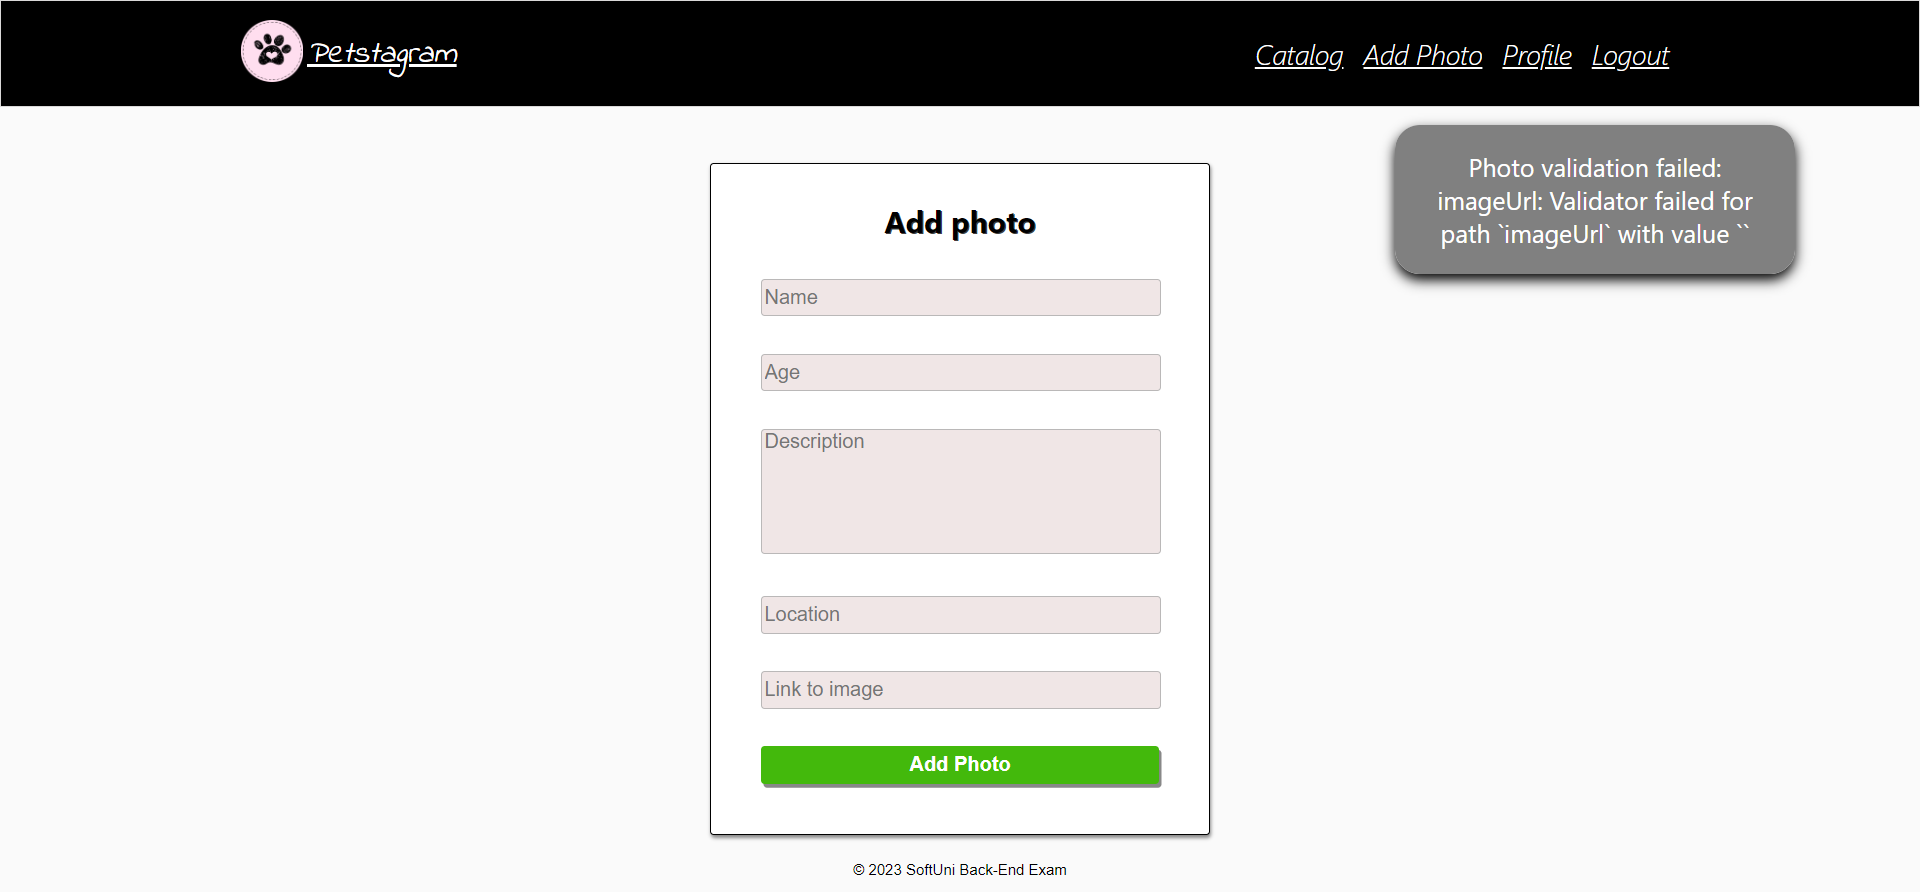 Petstagram
Catalog Add Photo Profile Logout
Photo validation failed:
imageUrl: Validator failed for
path `imageUrl` with value ``
Add photo
Name
Age
Description
Location
Link to image
Add Photo
© 2023 SoftUni Back-End Exam